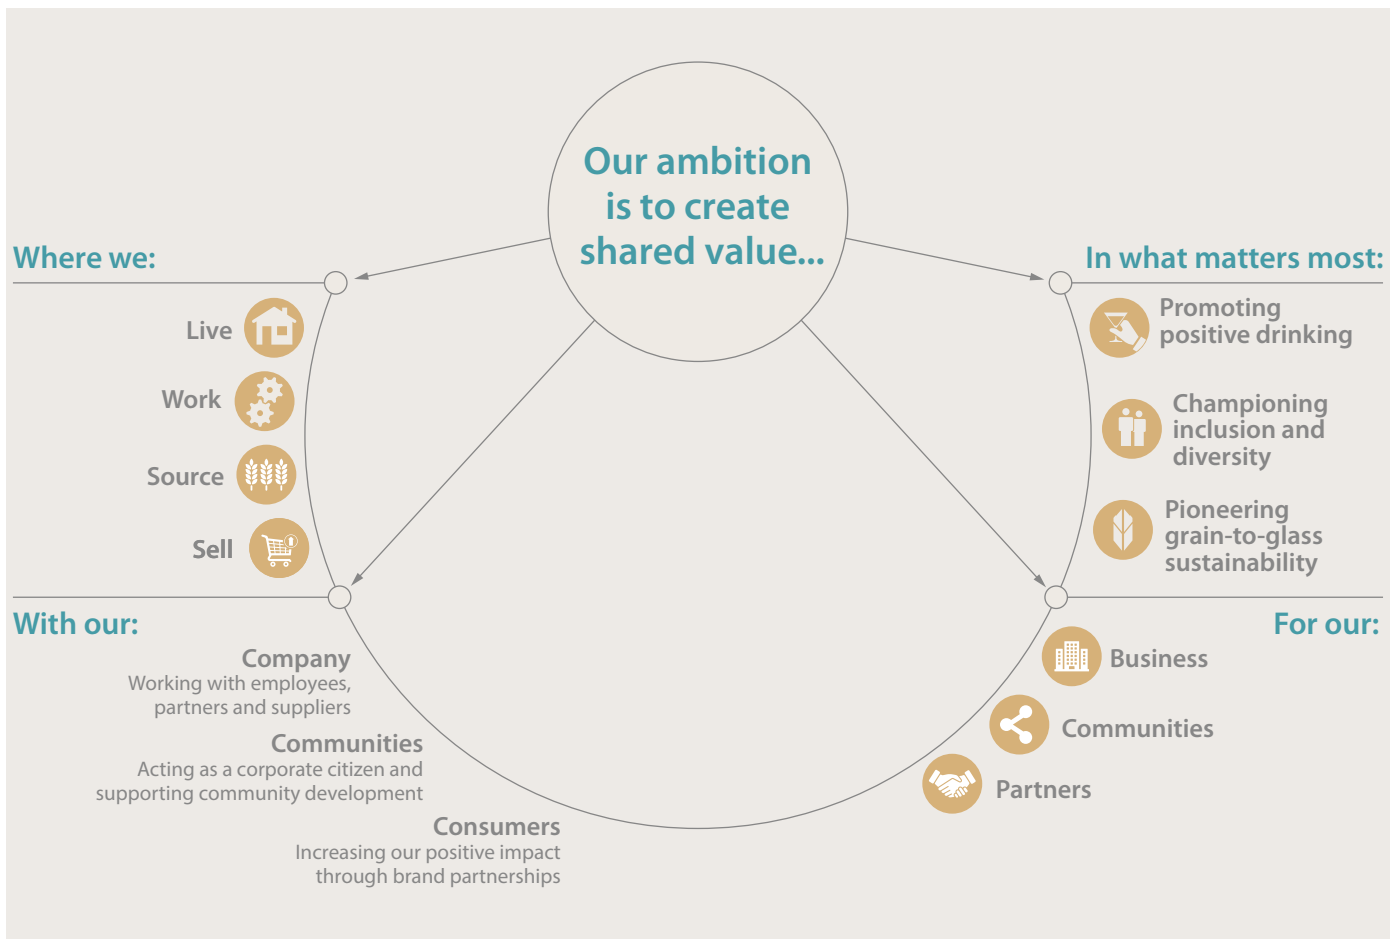 Our ambition
is to create
shared value...
Where we:
Live
Work
Source
Sell
In what matters most:
Promoting
positive drinking
Championing
inclusion and
diversity
Pioneering
grain-to-glass
sustainability
With our:
Company
Working with employees,
partners and suppliers
Communities
Acting as a corporate citizen and
supporting community development
Consumers
Increasing our positive impact
through brand partnerships
For our:
Business
Communities
Partners